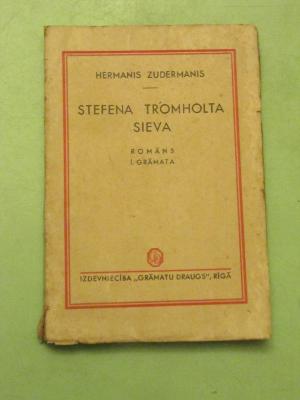 HERMANIS ZUDERMANIS
STEFENA TROMHOLTA
SIEVA
ROMĀNS
I. GRĀMATA
IZDEVNIECĪBA „GRĀMATU DRAUGS", RĪGĀ